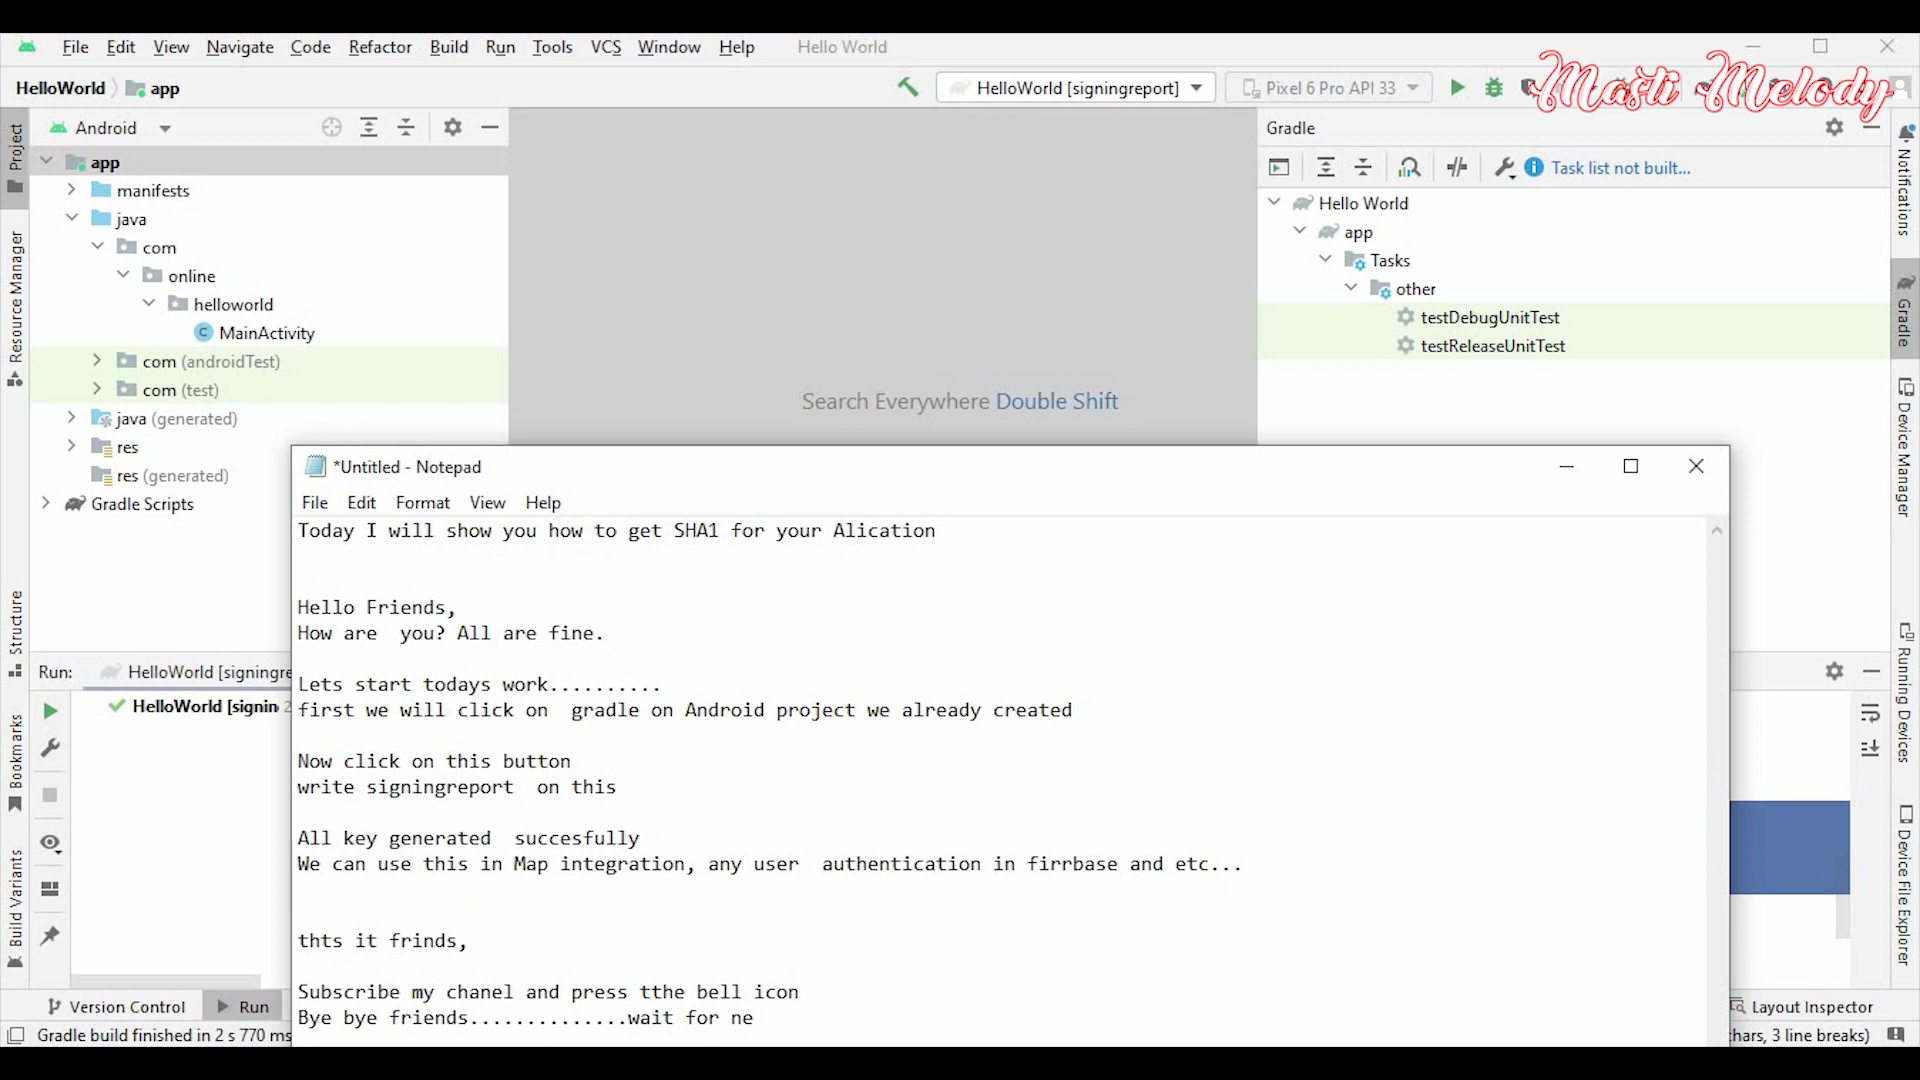 File Edit View Navigate Code Refactor Build Run Tools VCS Window Help Hello World
HelloWorld app
HelloWorld [signingreport]
Pixel 6 Pro API 33
Masti Melody
Project
Resource Manager
Structure
Bookmarks
Build Variants
Android
app
manifests
java
com
online
helloworld
MainActivity
com (androidTest)
com (test)
java (generated)
res
res (generated)
Gradle Scripts
Search Everywhere Double Shift
Gradle
Task list not built...
Hello World
app
Tasks
other
testDebugUnitTest
testReleaseUnitTest
Notifications
Gradle
Device Manager
Running Devices
Device File Explorer
*Untitled - Notepad
File Edit Format View Help
Today I will show you how to get SHA1 for your Alication
Hello Friends,
How are  you? All are fine.
Lets start todays work..........
first we will click on  gradle on Android project we already created
Now click on this button
write signingreport  on this
All key generated  succesfully
We can use this in Map integration, any user  authentication in firrbase and etc...
thts it frinds,
Subscribe my chanel and press tthe bell icon
Bye bye friends..............wait for ne
Run: HelloWorld [signingre
HelloWorld [signin
Version Control Run
Layout Inspector
Gradle build finished in 2 s 770 ms
chars, 3 line breaks)